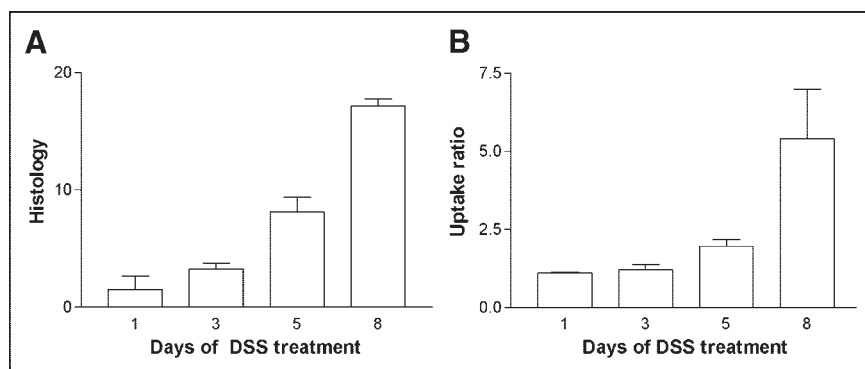 A
20
10
0
Histology
1 3 5 8
Days of DSS treatment
B
7.5
5.0
2.5
0.0
Uptake ratio
1 3 5 8
Days of DSS treatment